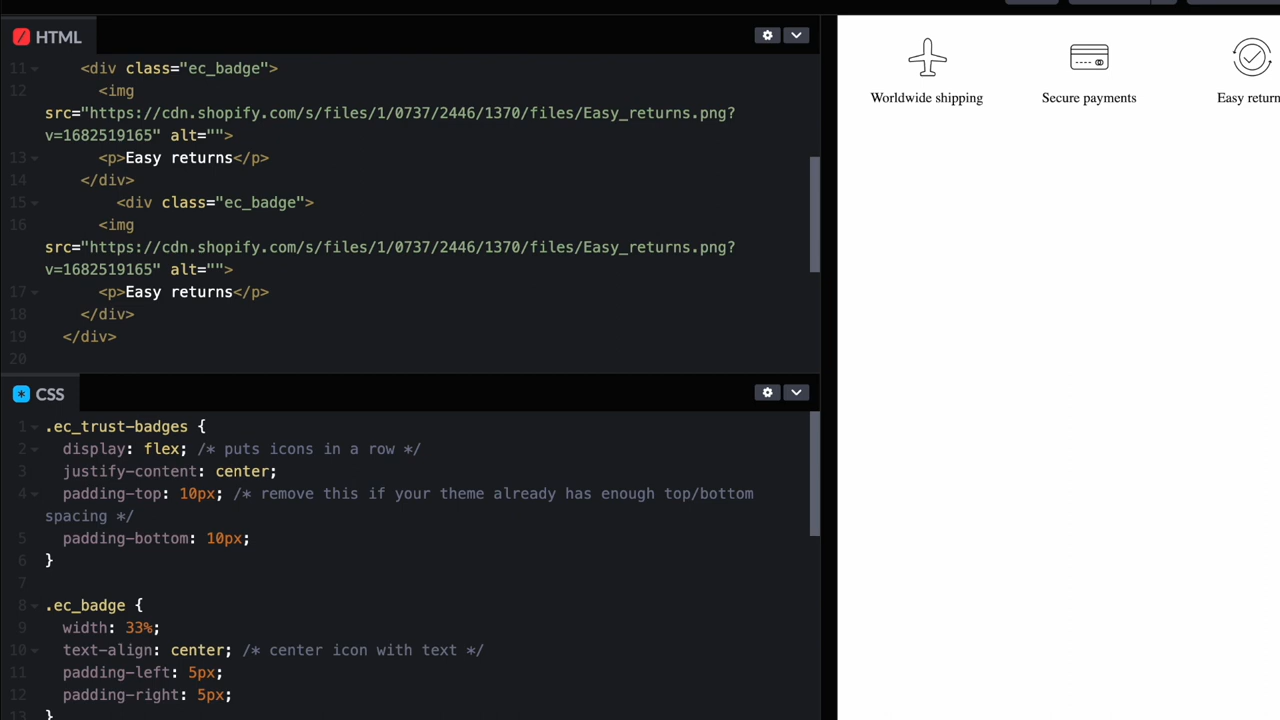 HTML
11 <div class="ec_badge">
12 <img
src="https://cdn.shopify.com/s/files/1/0737/2446/1370/files/Easy_returns.png?
v=1682519165" alt="">
13 <p>Easy returns</p>
14 </div>
15 <div class="ec_badge">
16 <img
src="https://cdn.shopify.com/s/files/1/0737/2446/1370/files/Easy_returns.png?
v=1682519165" alt="">
17 <p>Easy returns</p>
18 </div>
19 </div>
20
CSS
1 .ec_trust-badges {
2 display: flex; /* puts icons in a row */
3 justify-content: center;
4 padding-top: 10px; /* remove this if your theme already has enough top/bottom
spacing */
5 padding-bottom: 10px;
6 }
7
8 .ec_badge {
9 width: 33%;
10 text-align: center; /* center icon with text */
11 padding-left: 5px;
12 padding-right: 5px;
13 }
Worldwide shipping
Secure payments
Easy return